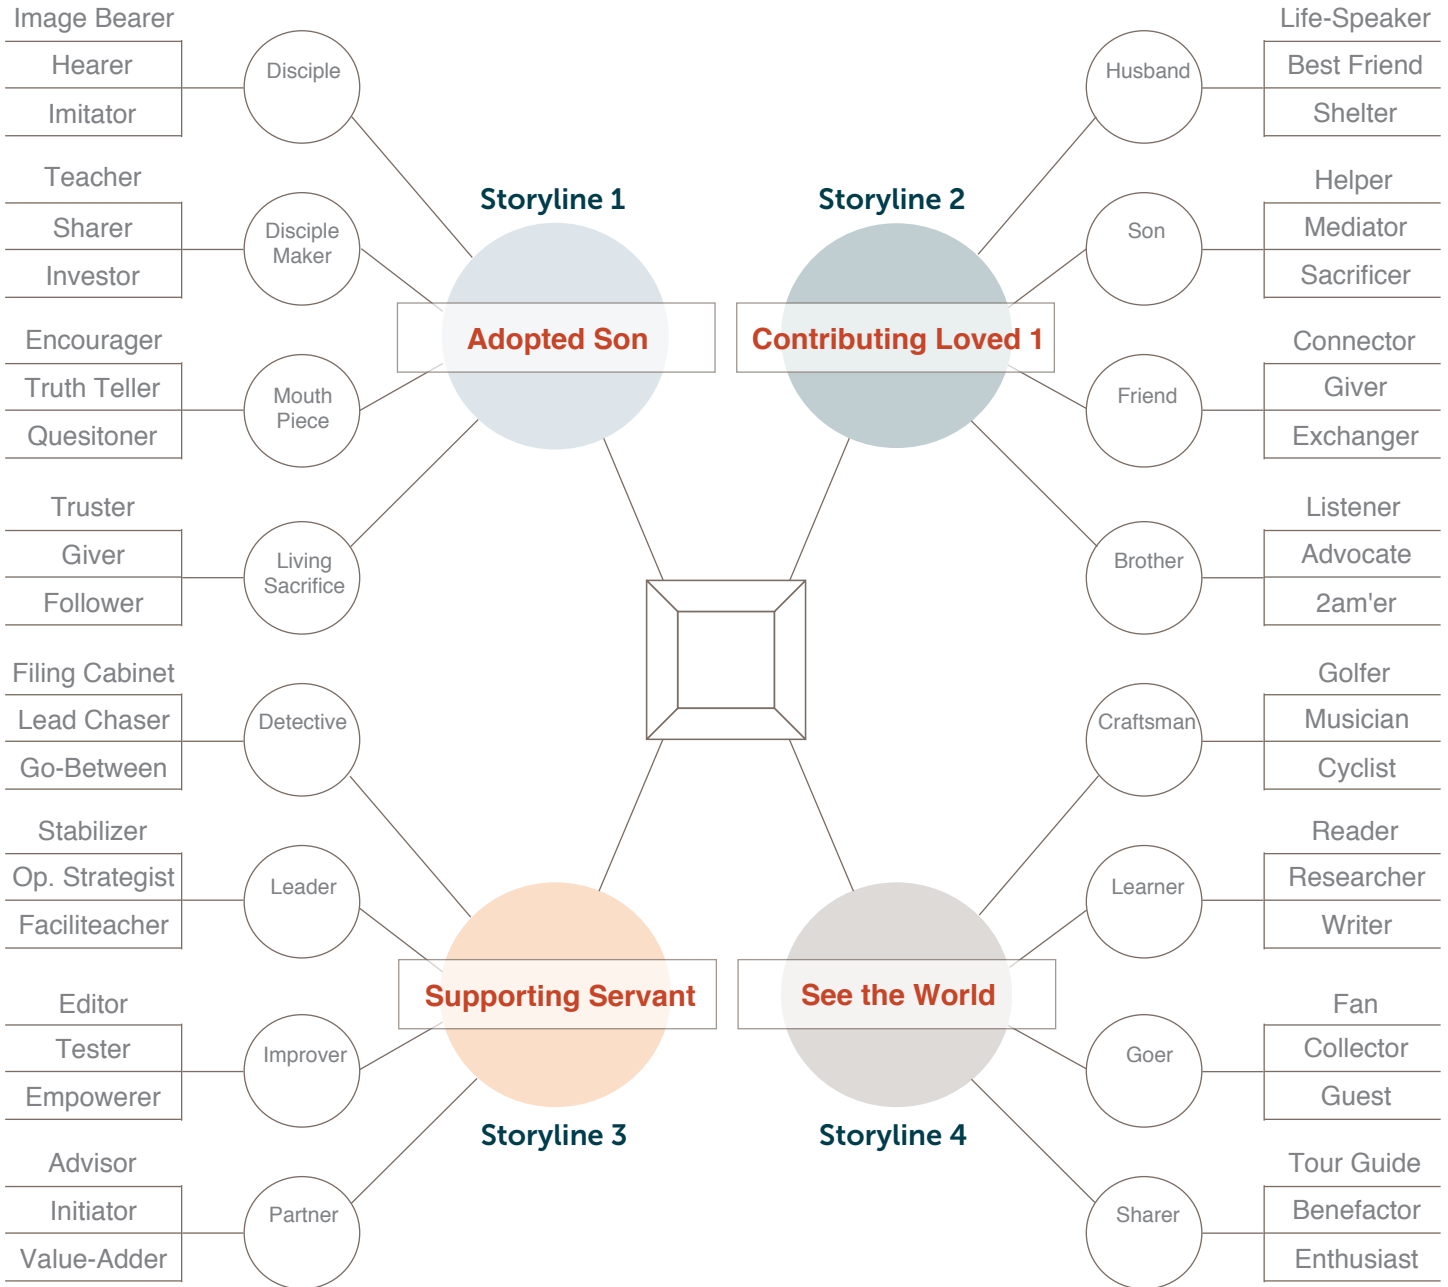 Image Bearer
Hearer
Imitator
Disciple
Teacher
Sharer
Investor
Disciple
Maker
Encourager
Truth Teller
Quesitoner
Mouth
Piece
Truster
Giver
Follower
Living
Sacrifice
Storyline 1
Adopted Son
Storyline 2
Contributing Loved 1
Husband
Life-Speaker
Best Friend
Shelter
Son
Helper
Mediator
Sacrificer
Friend
Connector
Giver
Exchanger
Brother
Listener
Advocate
2am'er
Filing Cabinet
Lead Chaser
Go-Between
Detective
Stabilizer
Op. Strategist
Faciliteacher
Leader
Editor
Tester
Empowerer
Improver
Advisor
Initiator
Value-Adder
Partner
Supporting Servant
Storyline 3
See the World
Storyline 4
Craftsman
Golfer
Musician
Cyclist
Learner
Reader
Researcher
Writer
Goer
Fan
Collector
Guest
Sharer
Tour Guide
Benefactor
Enthusiast